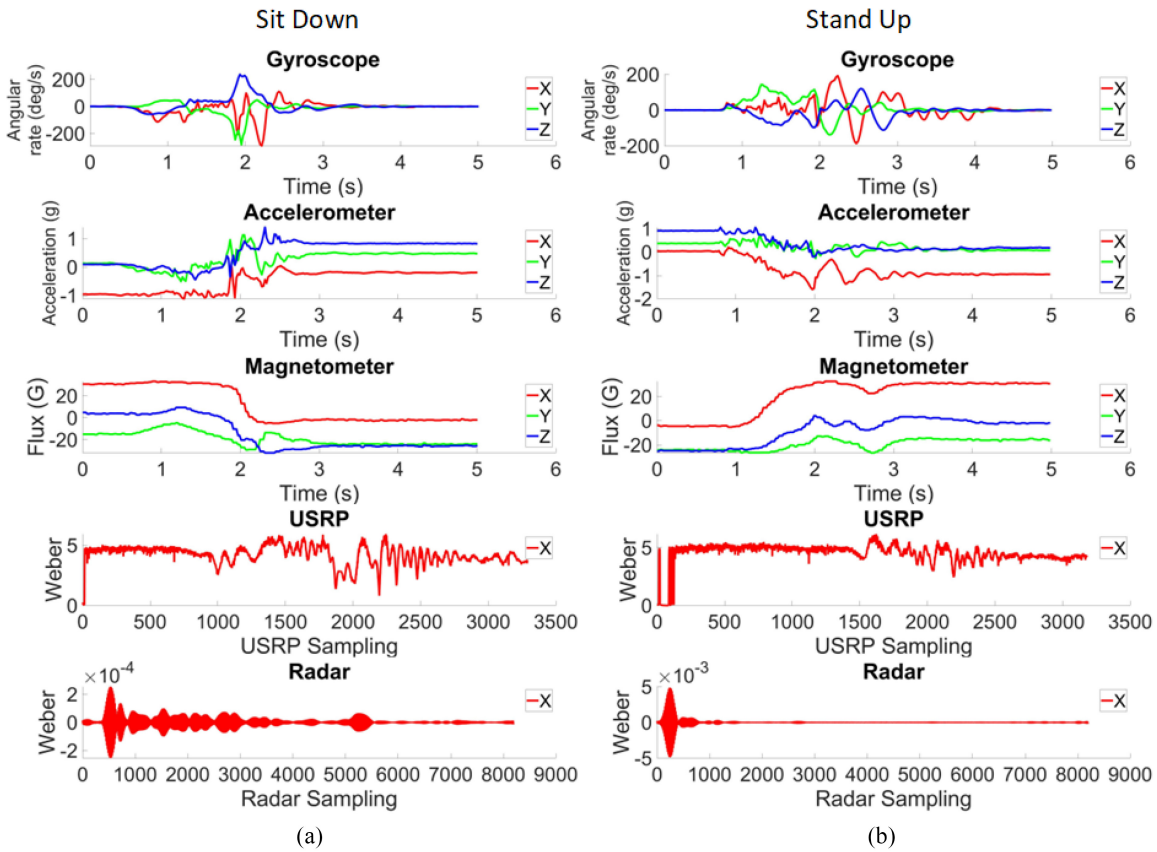 Sit Down
Gyroscope
200
0
-200
Angular
rate (deg/s)
X
Y
Z
0 1 2 3 4 5 6
Time (s)
Accelerometer
1
0
-1
Acceleration (g)
X
Y
Z
0 1 2 3 4 5 6
Time (s)
Magnetometer
20
0
-20
Flux (G)
X
Y
Z
0 1 2 3 4 5 6
Time (s)
USRP
5
0
Weber
X
0 500 1000 1500 2000 2500 3000 3500
USRP Sampling
×10-4
Radar
2
0
-2
Weber
X
0 1000 2000 3000 4000 5000 6000 7000 8000 9000
Radar Sampling
(a)
Stand Up
Gyroscope
200
0
-200
Angular
rate (deg/s)
X
Y
Z
0 1 2 3 4 5 6
Time (s)
Accelerometer
1
0
-1
-2
Acceleration (g)
X
Y
Z
0 1 2 3 4 5 6
Time (s)
Magnetometer
20
0
-20
Flux (G)
X
Y
Z
0 1 2 3 4 5 6
Time (s)
USRP
5
0
Weber
X
0 500 1000 1500 2000 2500 3000 3500
USRP Sampling
×10-3
Radar
5
0
-5
Weber
X
0 1000 2000 3000 4000 5000 6000 7000 8000 9000
Radar Sampling
(b)